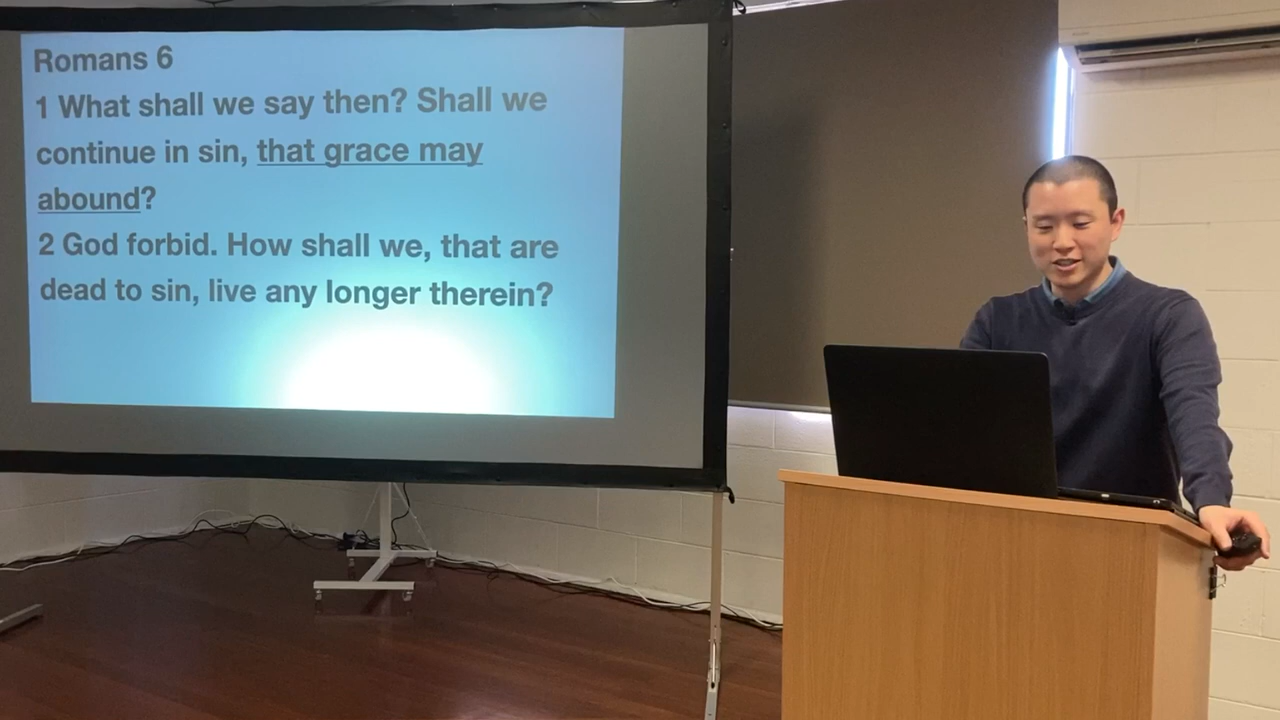 Romans 6
1 What shall we say then? Shall we
continue in sin, that grace may
abound?
2 God forbid. How shall we, that are
dead to sin, live any longer therein?